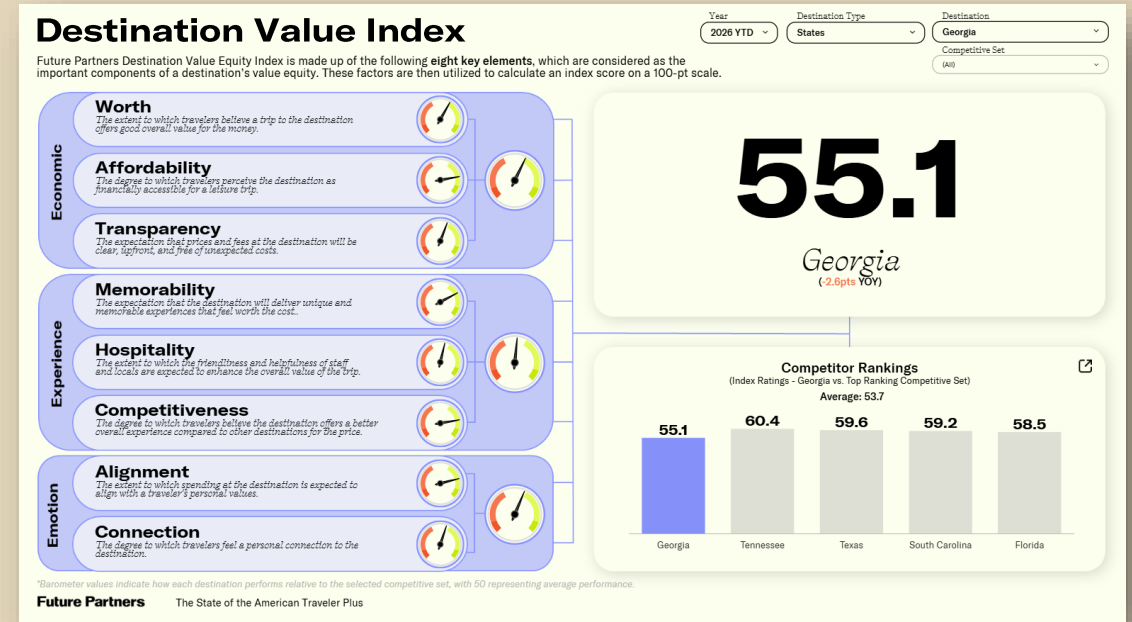 Destination Value Index
Year
2026 YTD
Destination Type
States
Destination
Georgia
Competitive Set
(All)
Future Partners Destination Value Equity Index is made up of the following eight key elements, which are considered as the
important components of a destination's value equity. These factors are then utilized to calculate an index score on a 100-pt scale.
Economic
Worth
The extent to which travelers believe a trip to the destination
offers good overall value for the money.
Affordability
The degree to which travelers perceive the destination as
financially accessible for a leisure trip.
Transparency
The expectation that prices and fees at the destination will be
clear, upfront, and free of unexpected costs.
Experience
Memorability
The expectation that the destination will deliver unique and
memorable experiences that feel worth the cost..
Hospitality
The extent to which the friendliness and helpfulness of staff
and locals are expected to enhance the overall value of the trip.
Competitiveness
The degree to which travelers believe the destination offers a better
overall experience compared to other destinations for the price.
Emotion
Alignment
The extent to which spending at the destination is expected to
align with a traveler's personal values.
Connection
The degree to which travelers feel a personal connection to the
destination.
55.1
Georgia
(-2.6pts YOY)
Competitor Rankings
(Index Ratings - Georgia vs. Top Ranking Competitive Set)
Average: 53.7
55.1
60.4
59.6
59.2
58.5
Georgia
Tennessee
Texas
South Carolina
Florida
*Barometer values indicate how each destination performs relative to the selected competitive set, with 50 representing average performance.
Future Partners
The State of the American Traveler Plus